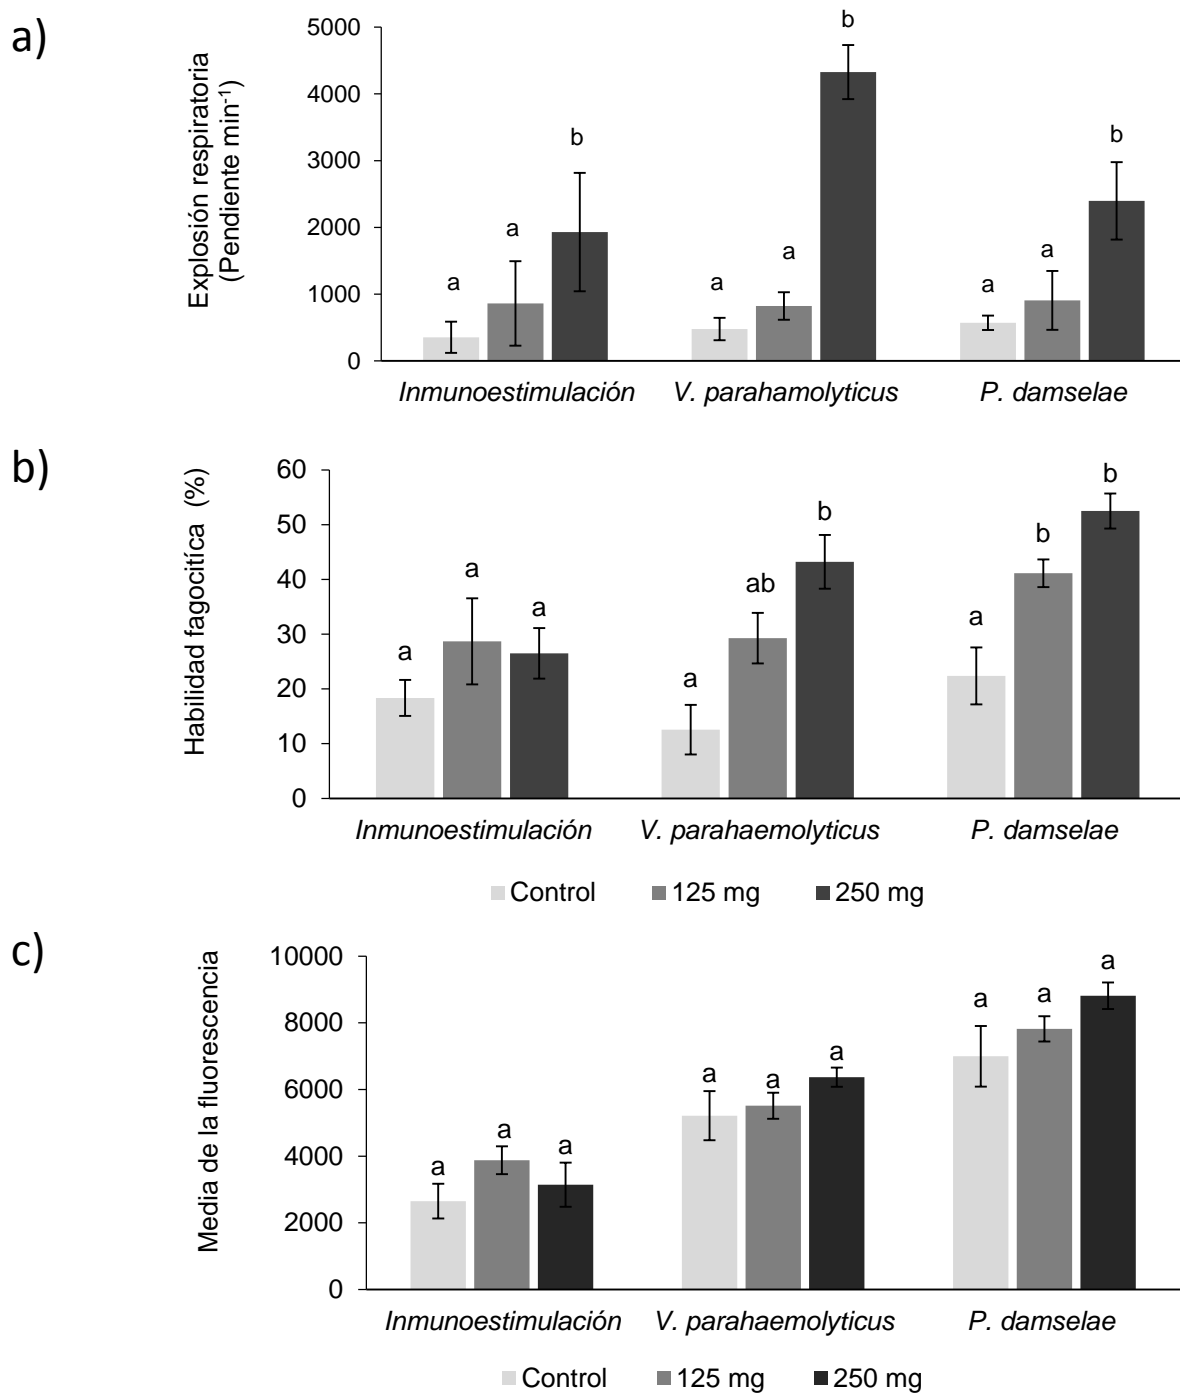 a)
Explosión respiratoria
(Pendiente min-1)
5000
4000
3000
2000
1000
0
a
a
b
a
a
b
a
a
b
Inmunoestimulación
V. parahamolyticus
P. damselae
b)
Habilidad fagocitíca (%)
60
50
40
30
20
10
0
a
a
a
a
ab
b
a
b
b
Inmunoestimulación
V. parahaemolyticus
P. damselae
Control
125 mg
250 mg
c)
Media de la fluorescencia
10000
8000
6000
4000
2000
0
a
a
a
a
a
a
a
a
a
Inmunoestimulación
V. parahaemolyticus
P. damselae
Control
125 mg
250 mg